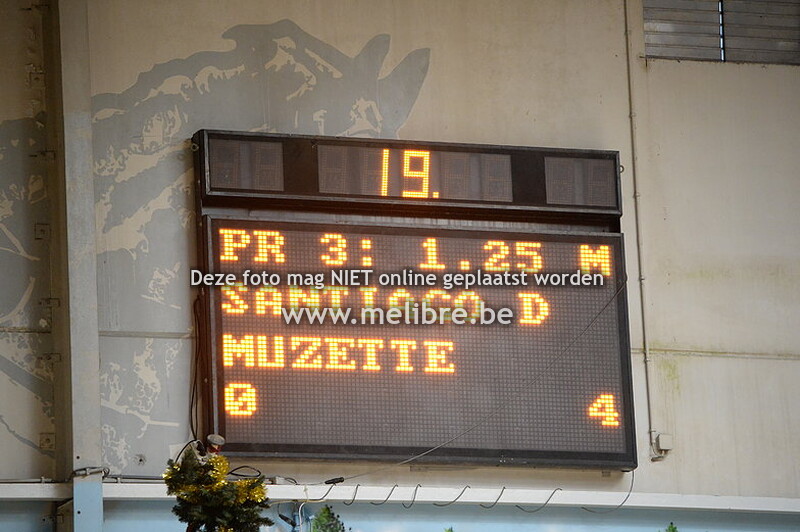 19.
PR 3: 1.25 M
Deze foto mag NIET online geplaatst worden
SANTIAGO D
www.melibre.be
MUZETTE
0 4